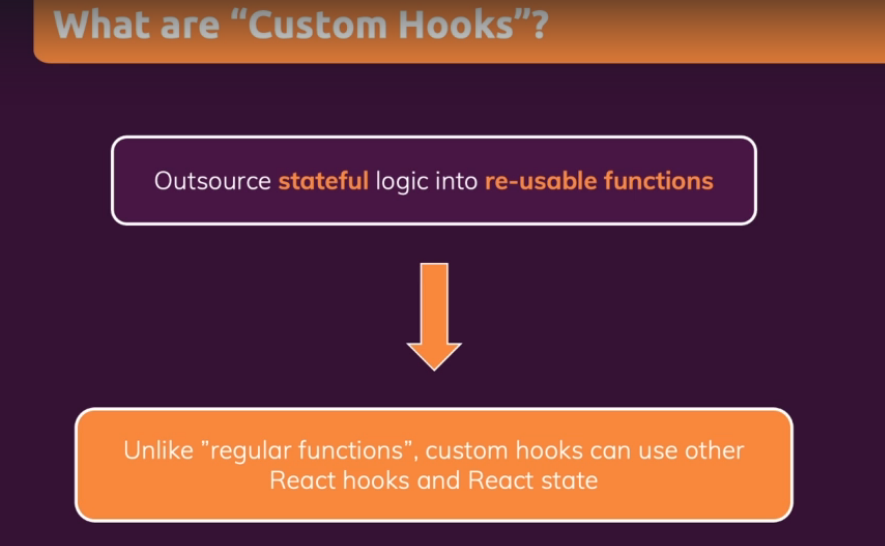 What are “Custom Hooks”?
Outsource stateful logic into re-usable functions
Unlike ”regular functions”, custom hooks can use other
React hooks and React state